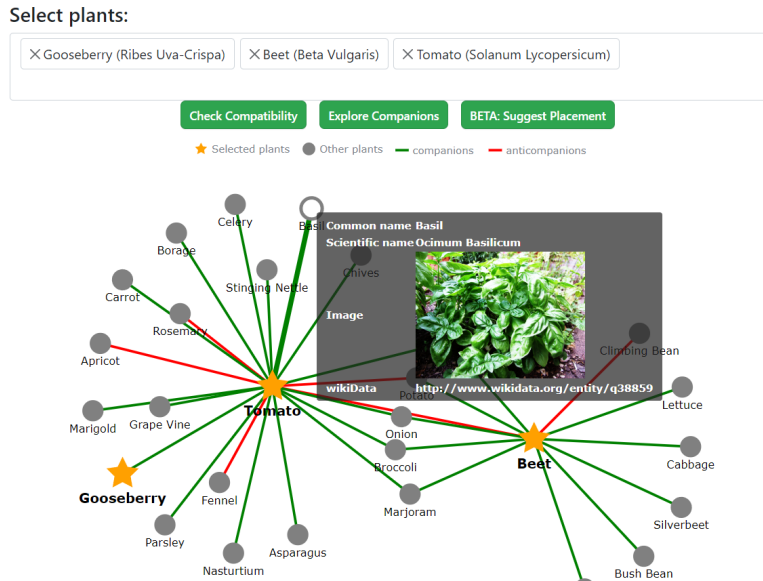 Select plants:
Gooseberry (Ribes Uva-Crispa)
Beet (Beta Vulgaris)
Tomato (Solanum Lycopersicum)
Check Compatibility
Explore Companions
BETA: Suggest Placement
Selected plants
Other plants
companions
anticompanions
Celery
Basil
Common name Basil
Scientific name Ocimum Basilicum
Borage
Chives
Stinging Nettle
Carrot
Image
Rosemary
Climbing Bean
Apricot
wikiData http://www.wikidata.org/entity/q38859
Potato
Lettuce
Tomato
Marigold
Grape Vine
Onion
Broccoli
Beet
Cabbage
Gooseberry
Fennel
Marjoram
Silverbeet
Parsley
Asparagus
Nasturtium
Bush Bean